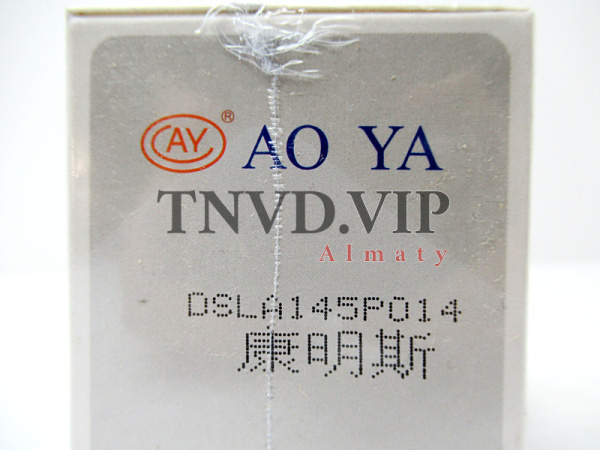 AY® AO YA
TNVD.VIP
Almaty
DSLA145P014
康明斯